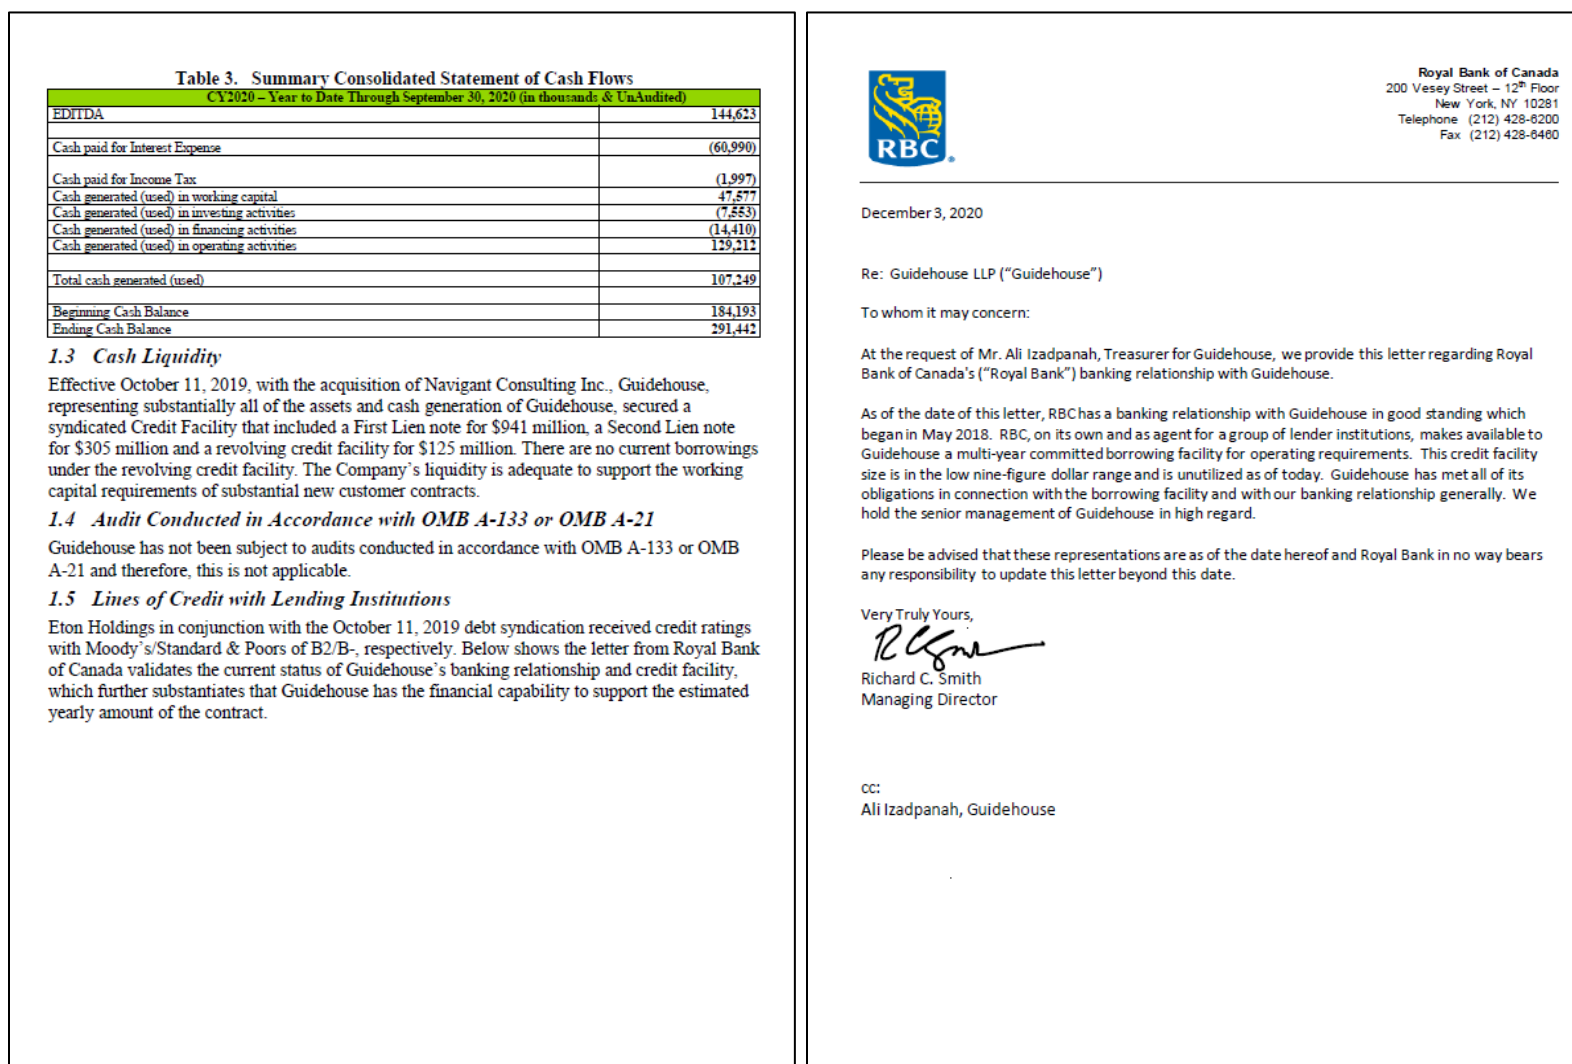 Table 3. Summary Consolidated Statement of Cash Flows
CY2020 – Year to Date Through September 30, 2020 (in thousands & UnAudited)
EDITDA 144,623
Cash paid for Interest Expense (60,990)
Cash paid for Income Tax (1,997)
Cash generated (used) in working capital 47,577
Cash generated (used) in investing activities (7,553)
Cash generated (used) in financing activities (14,410)
Cash generated (used) in operating activities 129,212
Total cash generated (used) 107,249
Beginning Cash Balance 184,193
Ending Cash Balance 291,442
1.3 Cash Liquidity
Effective October 11, 2019, with the acquisition of Navigant Consulting Inc., Guidehouse,
representing substantially all of the assets and cash generation of Guidehouse, secured a
syndicated Credit Facility that included a First Lien note for $941 million, a Second Lien note
for $305 million and a revolving credit facility for $125 million. There are no current borrowings
under the revolving credit facility. The Company's liquidity is adequate to support the working
capital requirements of substantial new customer contracts.
1.4 Audit Conducted in Accordance with OMB A-133 or OMB A-21
Guidehouse has not been subject to audits conducted in accordance with OMB A-133 or OMB
A-21 and therefore, this is not applicable.
1.5 Lines of Credit with Lending Institutions
Eton Holdings in conjunction with the October 11, 2019 debt syndication received credit ratings
with Moody's/Standard & Poors of B2/B-, respectively. Below shows the letter from Royal Bank
of Canada validates the current status of Guidehouse's banking relationship and credit facility,
which further substantiates that Guidehouse has the financial capability to support the estimated
yearly amount of the contract.
RBC
Royal Bank of Canada
200 Vesey Street – 12th Floor
New York, NY 10281
Telephone (212) 428-6200
Fax (212) 428-6460
December 3, 2020
Re: Guidehouse LLP ("Guidehouse")
To whom it may concern:
At the request of Mr. Ali Izadpanah, Treasurer for Guidehouse, we provide this letter regarding Royal
Bank of Canada's ("Royal Bank") banking relationship with Guidehouse.
As of the date of this letter, RBC has a banking relationship with Guidehouse in good standing which
began in May 2018. RBC, on its own and as agent for a group of lender institutions, makes available to
Guidehouse a multi-year committed borrowing facility for operating requirements. This credit facility
size is in the low nine-figure dollar range and is unutilized as of today. Guidehouse has met all of its
obligations in connection with the borrowing facility and with our banking relationship generally. We
hold the senior management of Guidehouse in high regard.
Please be advised that these representations are as of the date hereof and Royal Bank in no way bears
any responsibility to update this letter beyond this date.
Very Truly Yours,
Richard C. Smith
Managing Director
cc:
Ali Izadpanah, Guidehouse